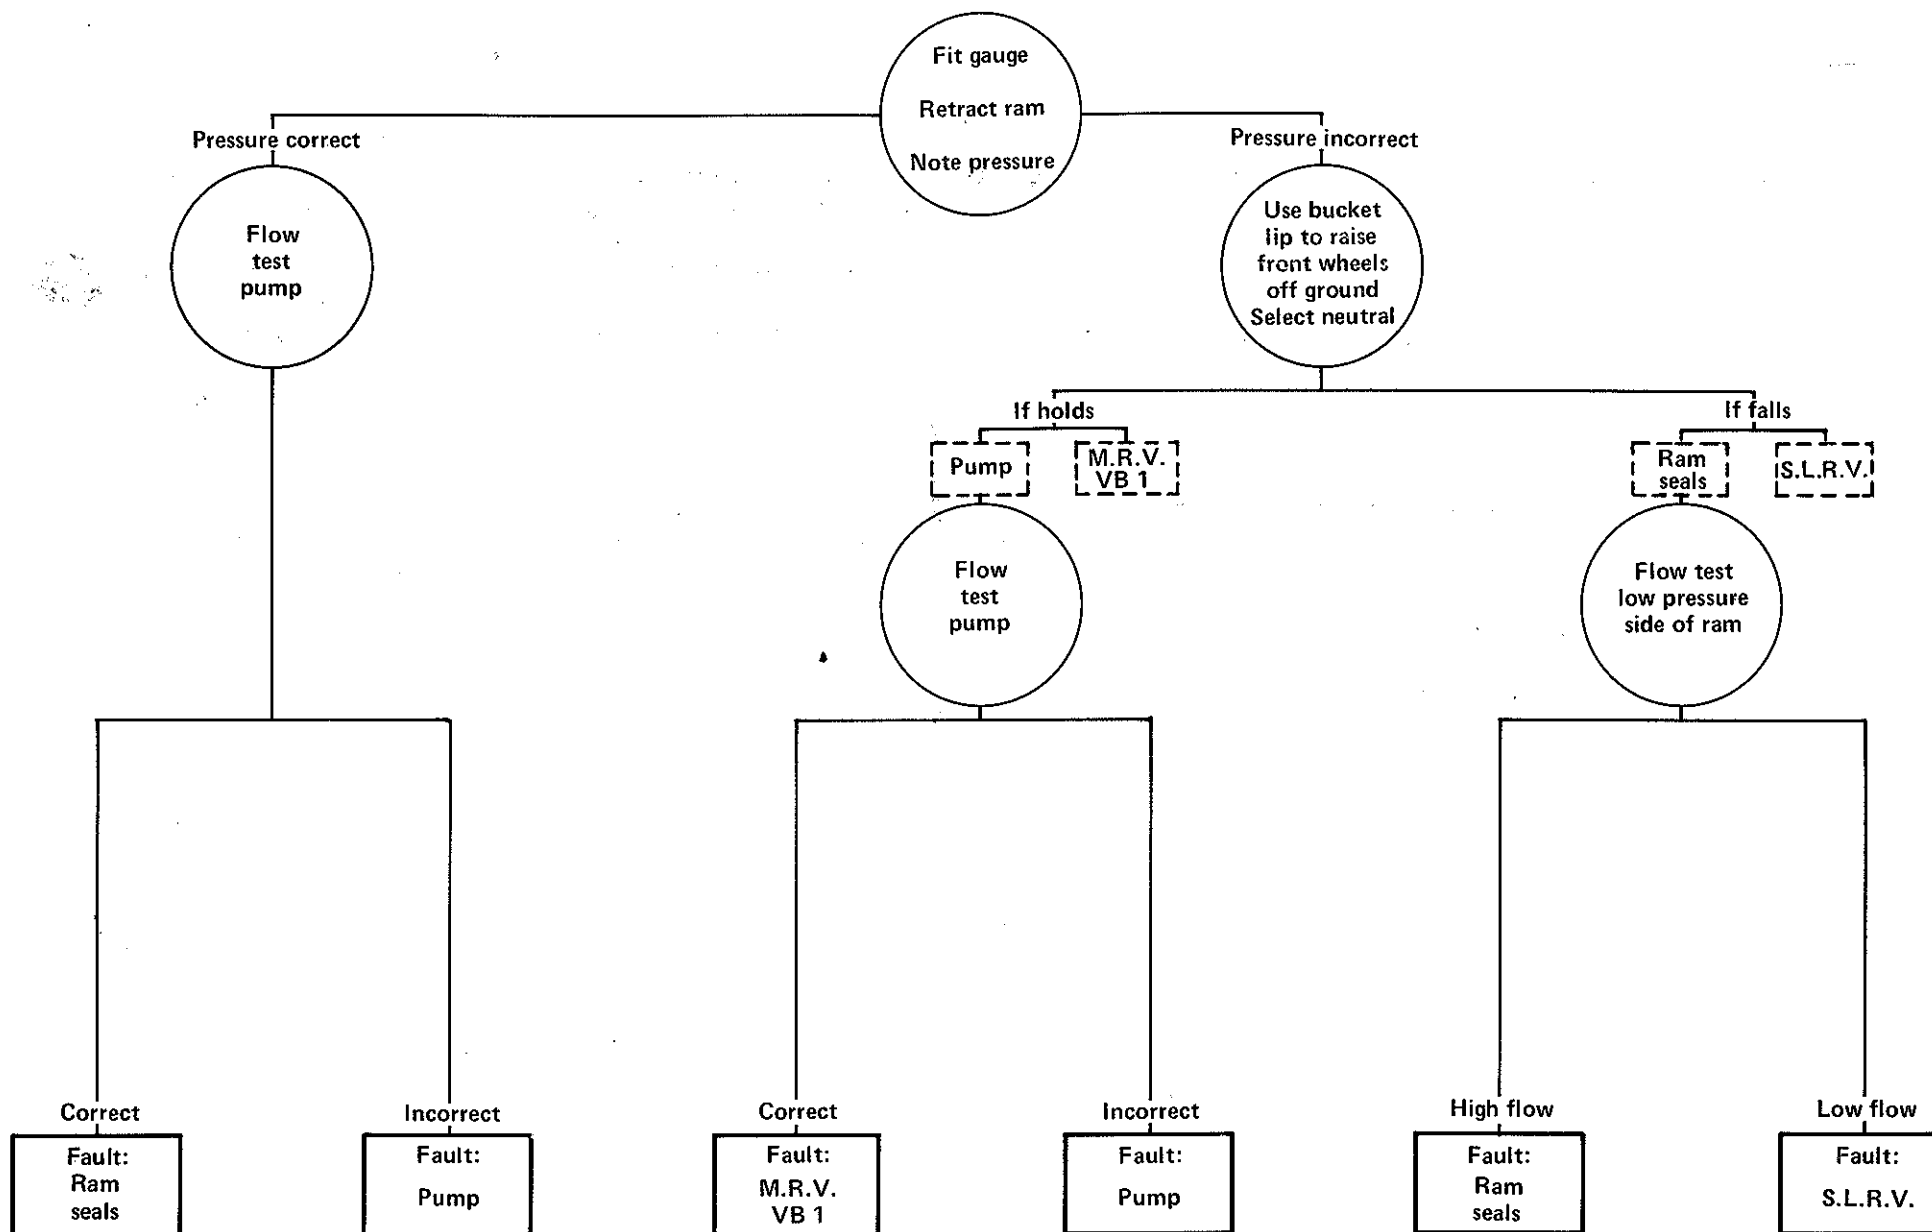 Fit gauge
Retract ram
Note pressure
Pressure correct
Pressure incorrect
Flow
test
pump
Use bucket
lip to raise
front wheels
off ground
Select neutral
If holds
If falls
Pump
M.R.V.
VB 1
Ram
seals
S.L.R.V.
Flow
test
pump
Flow test
low pressure
side of ram
Correct
Incorrect
Correct
Incorrect
High flow
Low flow
Fault:
Ram
seals
Fault:
Pump
Fault:
M.R.V.
VB 1
Fault:
Pump
Fault:
Ram
seals
Fault:
S.L.R.V.